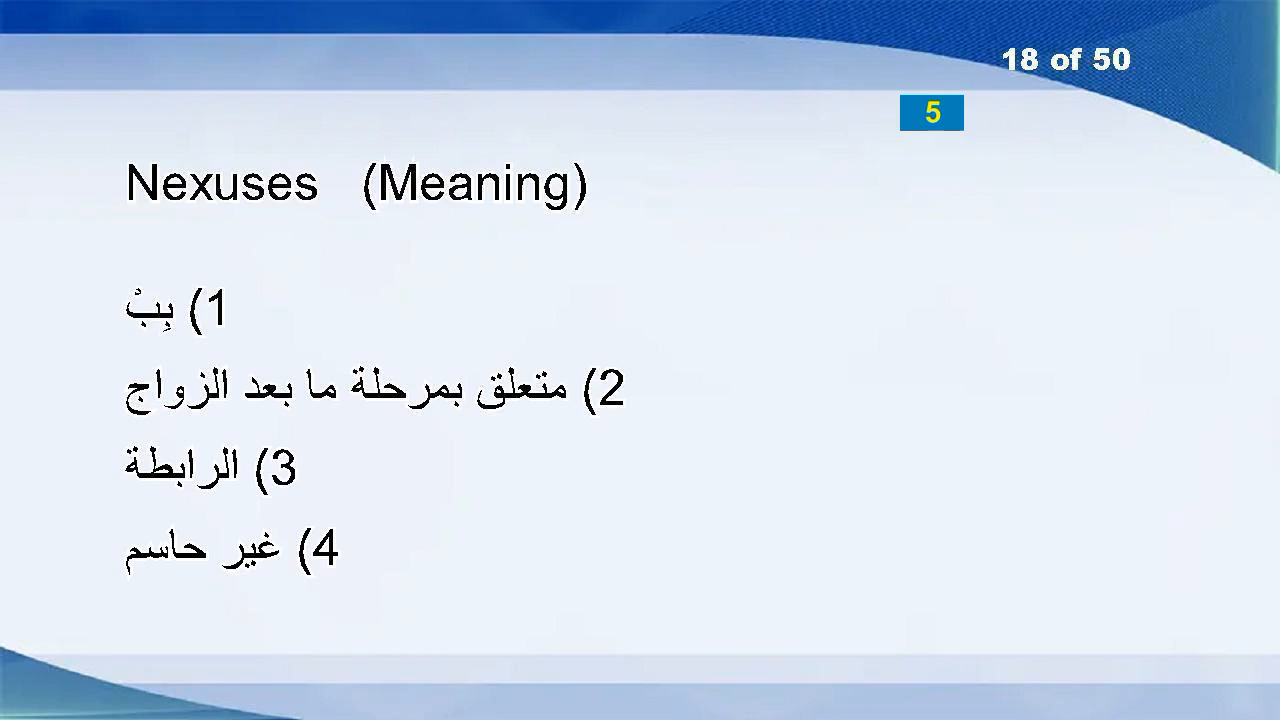 18 of 50
5
Nexuses (Meaning)
1) بِبْ
2) متعلق بمرحلة ما بعد الزواج
3) الرابطة
4) غير حاسم